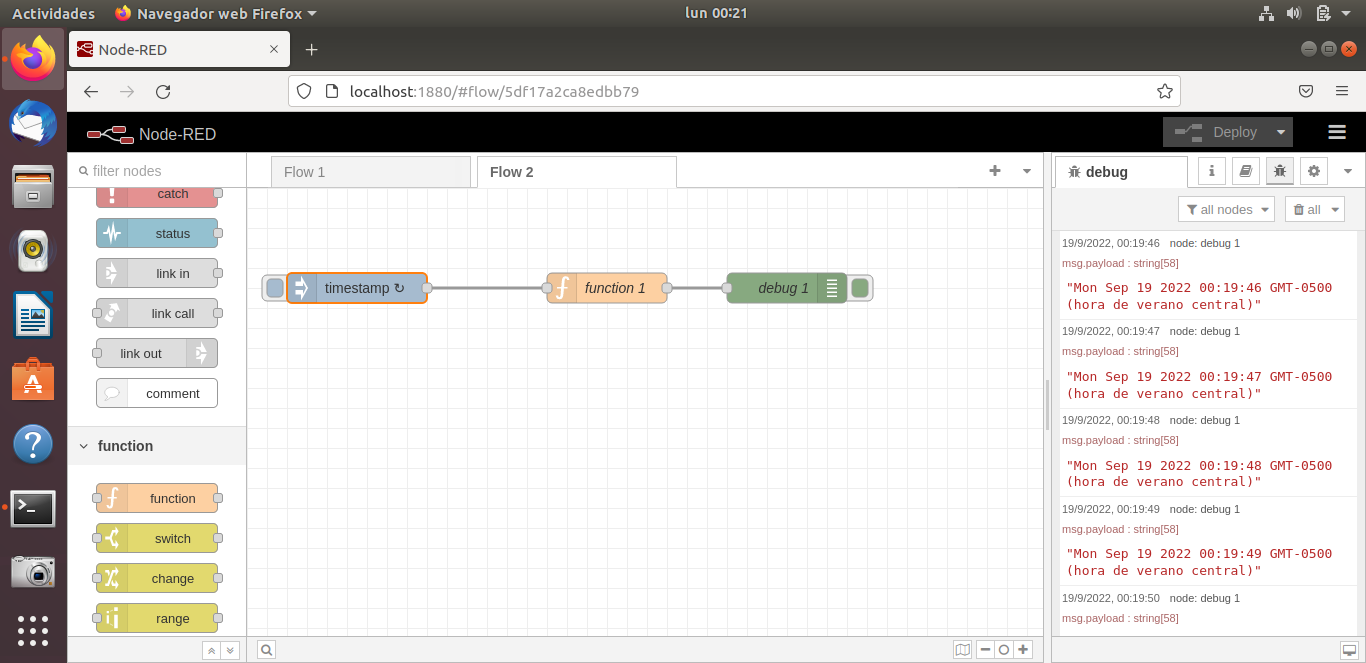 Actividades Navegador web Firefox lun 00:21
Node-RED
localhost:1880/#flow/5df17a2ca8edbb79
Node-RED Deploy
filter nodes
catch
status
link in
link call
link out
comment
function
function
switch
change
range
Flow 1 Flow 2
timestamp ↻ function 1 debug 1
debug
all nodes all
19/9/2022, 00:19:46 node: debug 1
msg.payload : string[58]
"Mon Sep 19 2022 00:19:46 GMT-0500
(hora de verano central)"
19/9/2022, 00:19:47 node: debug 1
msg.payload : string[58]
"Mon Sep 19 2022 00:19:47 GMT-0500
(hora de verano central)"
19/9/2022, 00:19:48 node: debug 1
msg.payload : string[58]
"Mon Sep 19 2022 00:19:48 GMT-0500
(hora de verano central)"
19/9/2022, 00:19:49 node: debug 1
msg.payload : string[58]
"Mon Sep 19 2022 00:19:49 GMT-0500
(hora de verano central)"
19/9/2022, 00:19:50 node: debug 1
msg.payload : string[58]